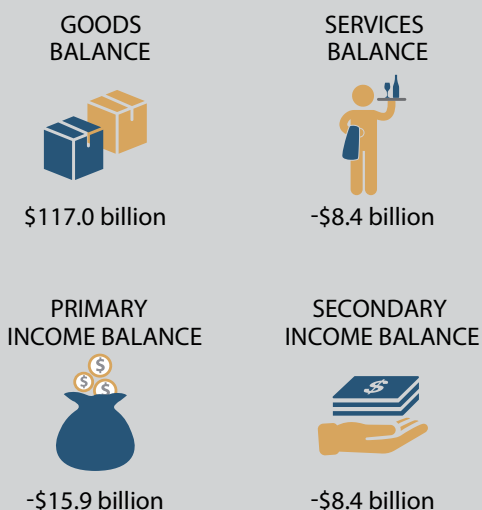 GOODS
BALANCE
$117.0 billion
SERVICES
BALANCE
-$8.4 billion
PRIMARY
INCOME BALANCE
$
$
$
-$15.9 billion
SECONDARY
INCOME BALANCE
$
-$8.4 billion